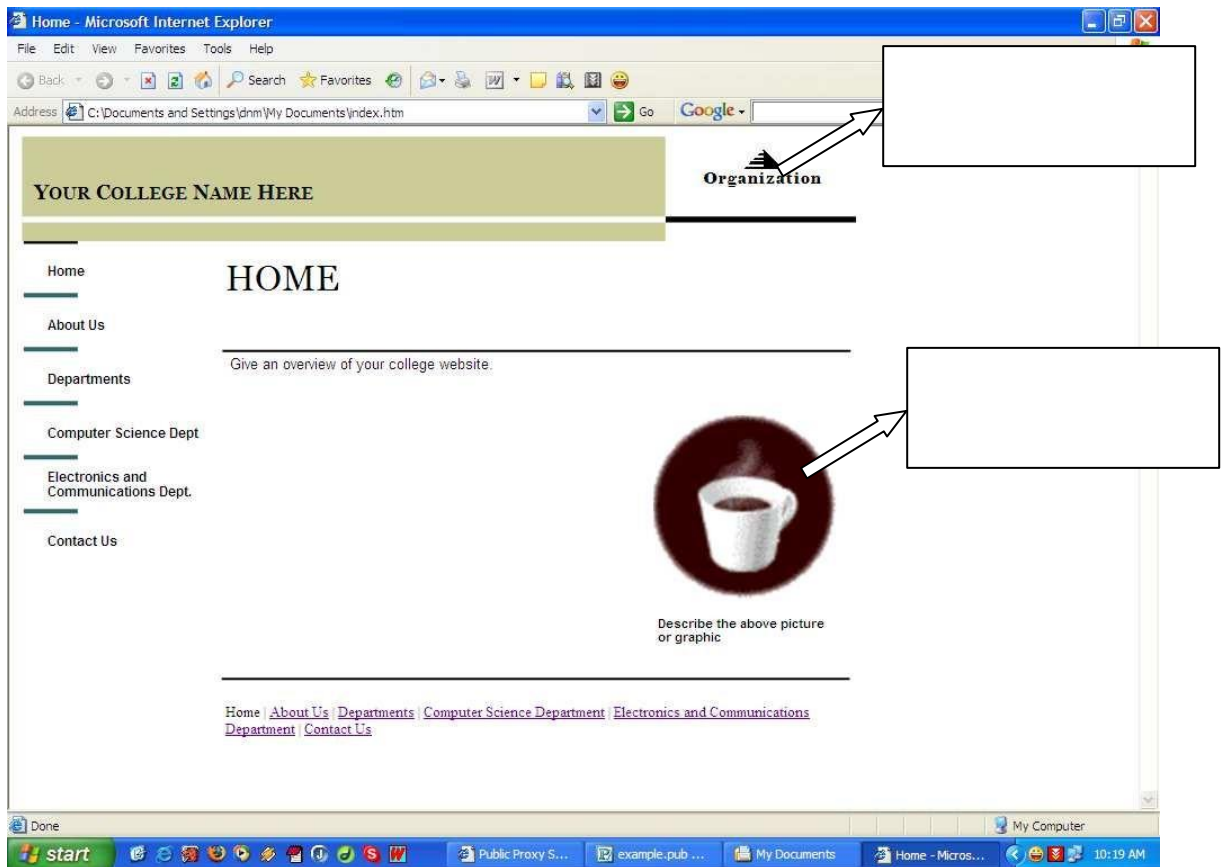 Home - Microsoft Internet Explorer
File Edit View Favorites Tools Help
Back Search Favorites
Address C:\Documents and Settings\dnm\My Documents\index.htm Go Google
YOUR COLLEGE NAME HERE
Organization
Home
HOME
About Us
Give an overview of your college website.
Departments
Computer Science Dept
Electronics and
Communications Dept.
Contact Us
Describe the above picture
or graphic
Home | About Us | Departments | Computer Science Department | Electronics and Communications
Department | Contact Us
Done My Computer
start Public Proxy S... example.pub ... My Documents Home - Micros... 10:19 AM